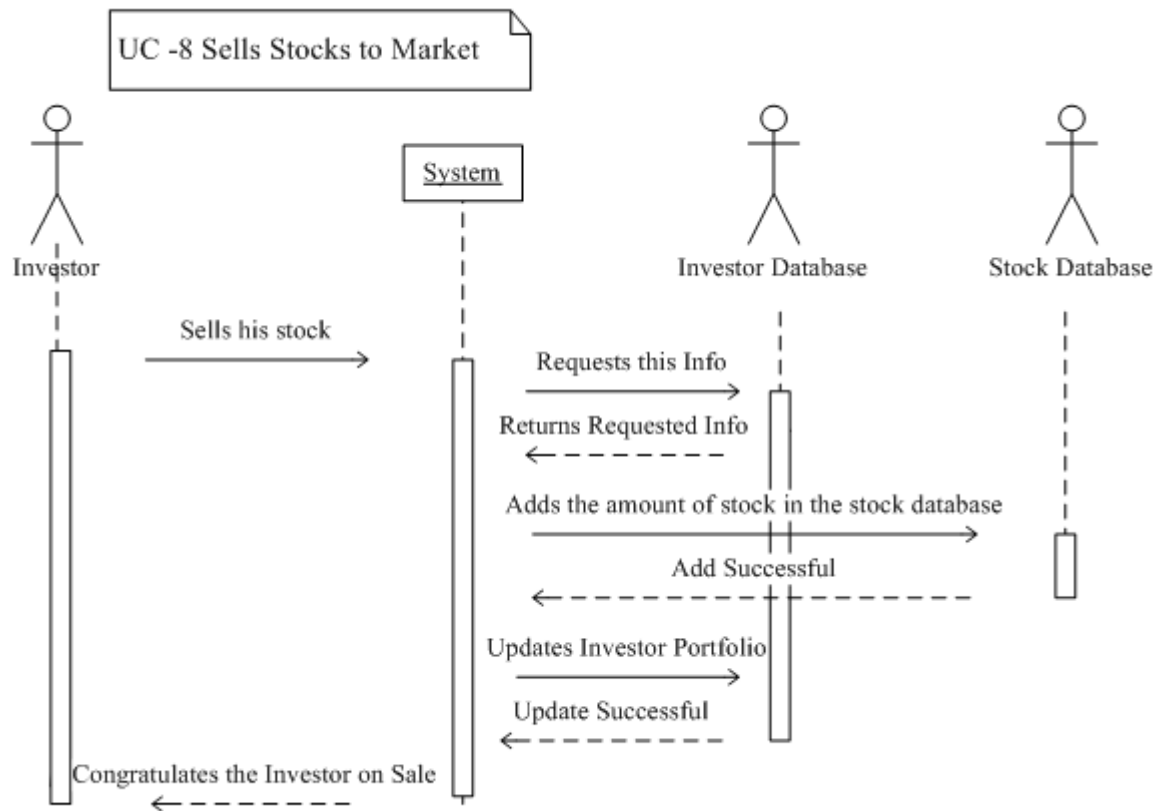 UC -8 Sells Stocks to Market
System
Investor
Investor Database
Stock Database
Sells his stock
Requests this Info
Returns Requested Info
Adds the amount of stock in the stock database
Add Successful
Updates Investor Portfolio
Update Successful
Congratulates the Investor on Sale